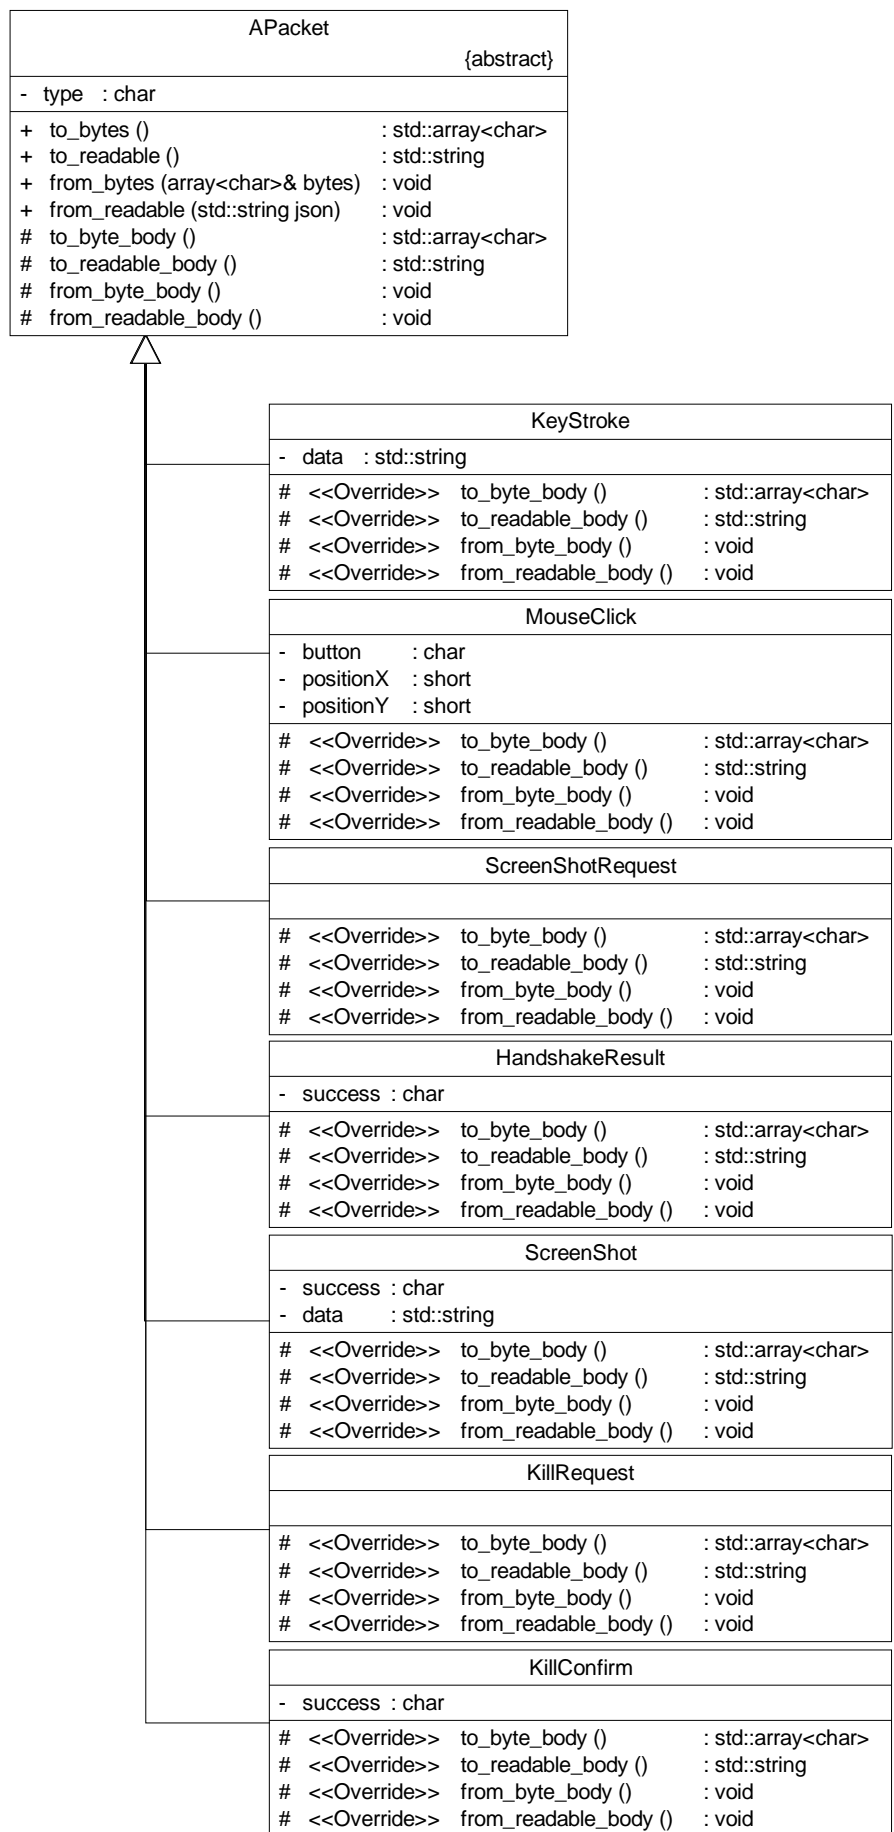 APacket
{abstract}
- type : char
+ to_bytes () : std::array<char>
+ to_readable () : std::string
+ from_bytes (array<char>& bytes) : void
+ from_readable (std::string json) : void
# to_byte_body () : std::array<char>
# to_readable_body () : std::string
# from_byte_body () : void
# from_readable_body () : void
KeyStroke
- data : std::string
# <<Override>> to_byte_body () : std::array<char>
# <<Override>> to_readable_body () : std::string
# <<Override>> from_byte_body () : void
# <<Override>> from_readable_body () : void
MouseClick
- button : char
- positionX : short
- positionY : short
# <<Override>> to_byte_body () : std::array<char>
# <<Override>> to_readable_body () : std::string
# <<Override>> from_byte_body () : void
# <<Override>> from_readable_body () : void
ScreenShotRequest
# <<Override>> to_byte_body () : std::array<char>
# <<Override>> to_readable_body () : std::string
# <<Override>> from_byte_body () : void
# <<Override>> from_readable_body () : void
HandshakeResult
- success : char
# <<Override>> to_byte_body () : std::array<char>
# <<Override>> to_readable_body () : std::string
# <<Override>> from_byte_body () : void
# <<Override>> from_readable_body () : void
ScreenShot
- success : char
- data : std::string
# <<Override>> to_byte_body () : std::array<char>
# <<Override>> to_readable_body () : std::string
# <<Override>> from_byte_body () : void
# <<Override>> from_readable_body () : void
KillRequest
# <<Override>> to_byte_body () : std::array<char>
# <<Override>> to_readable_body () : std::string
# <<Override>> from_byte_body () : void
# <<Override>> from_readable_body () : void
KillConfirm
- success : char
# <<Override>> to_byte_body () : std::array<char>
# <<Override>> to_readable_body () : std::string
# <<Override>> from_byte_body () : void
# <<Override>> from_readable_body () : void